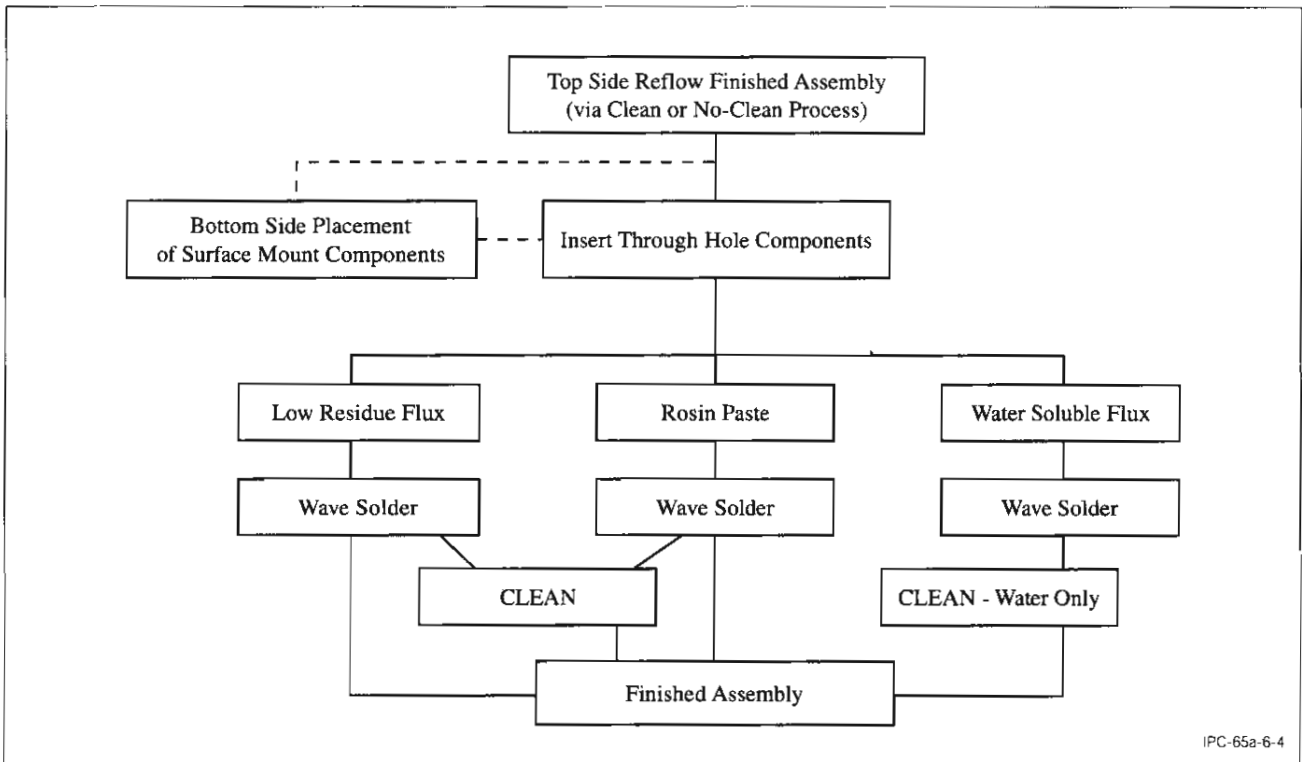 Top Side Reflow Finished Assembly
(via Clean or No-Clean Process)
Bottom Side Placement
of Surface Mount Components
Insert Through Hole Components
Low Residue Flux
Rosin Paste
Water Soluble Flux
Wave Solder
Wave Solder
Wave Solder
CLEAN
CLEAN - Water Only
Finished Assembly
IPC-65a-6-4